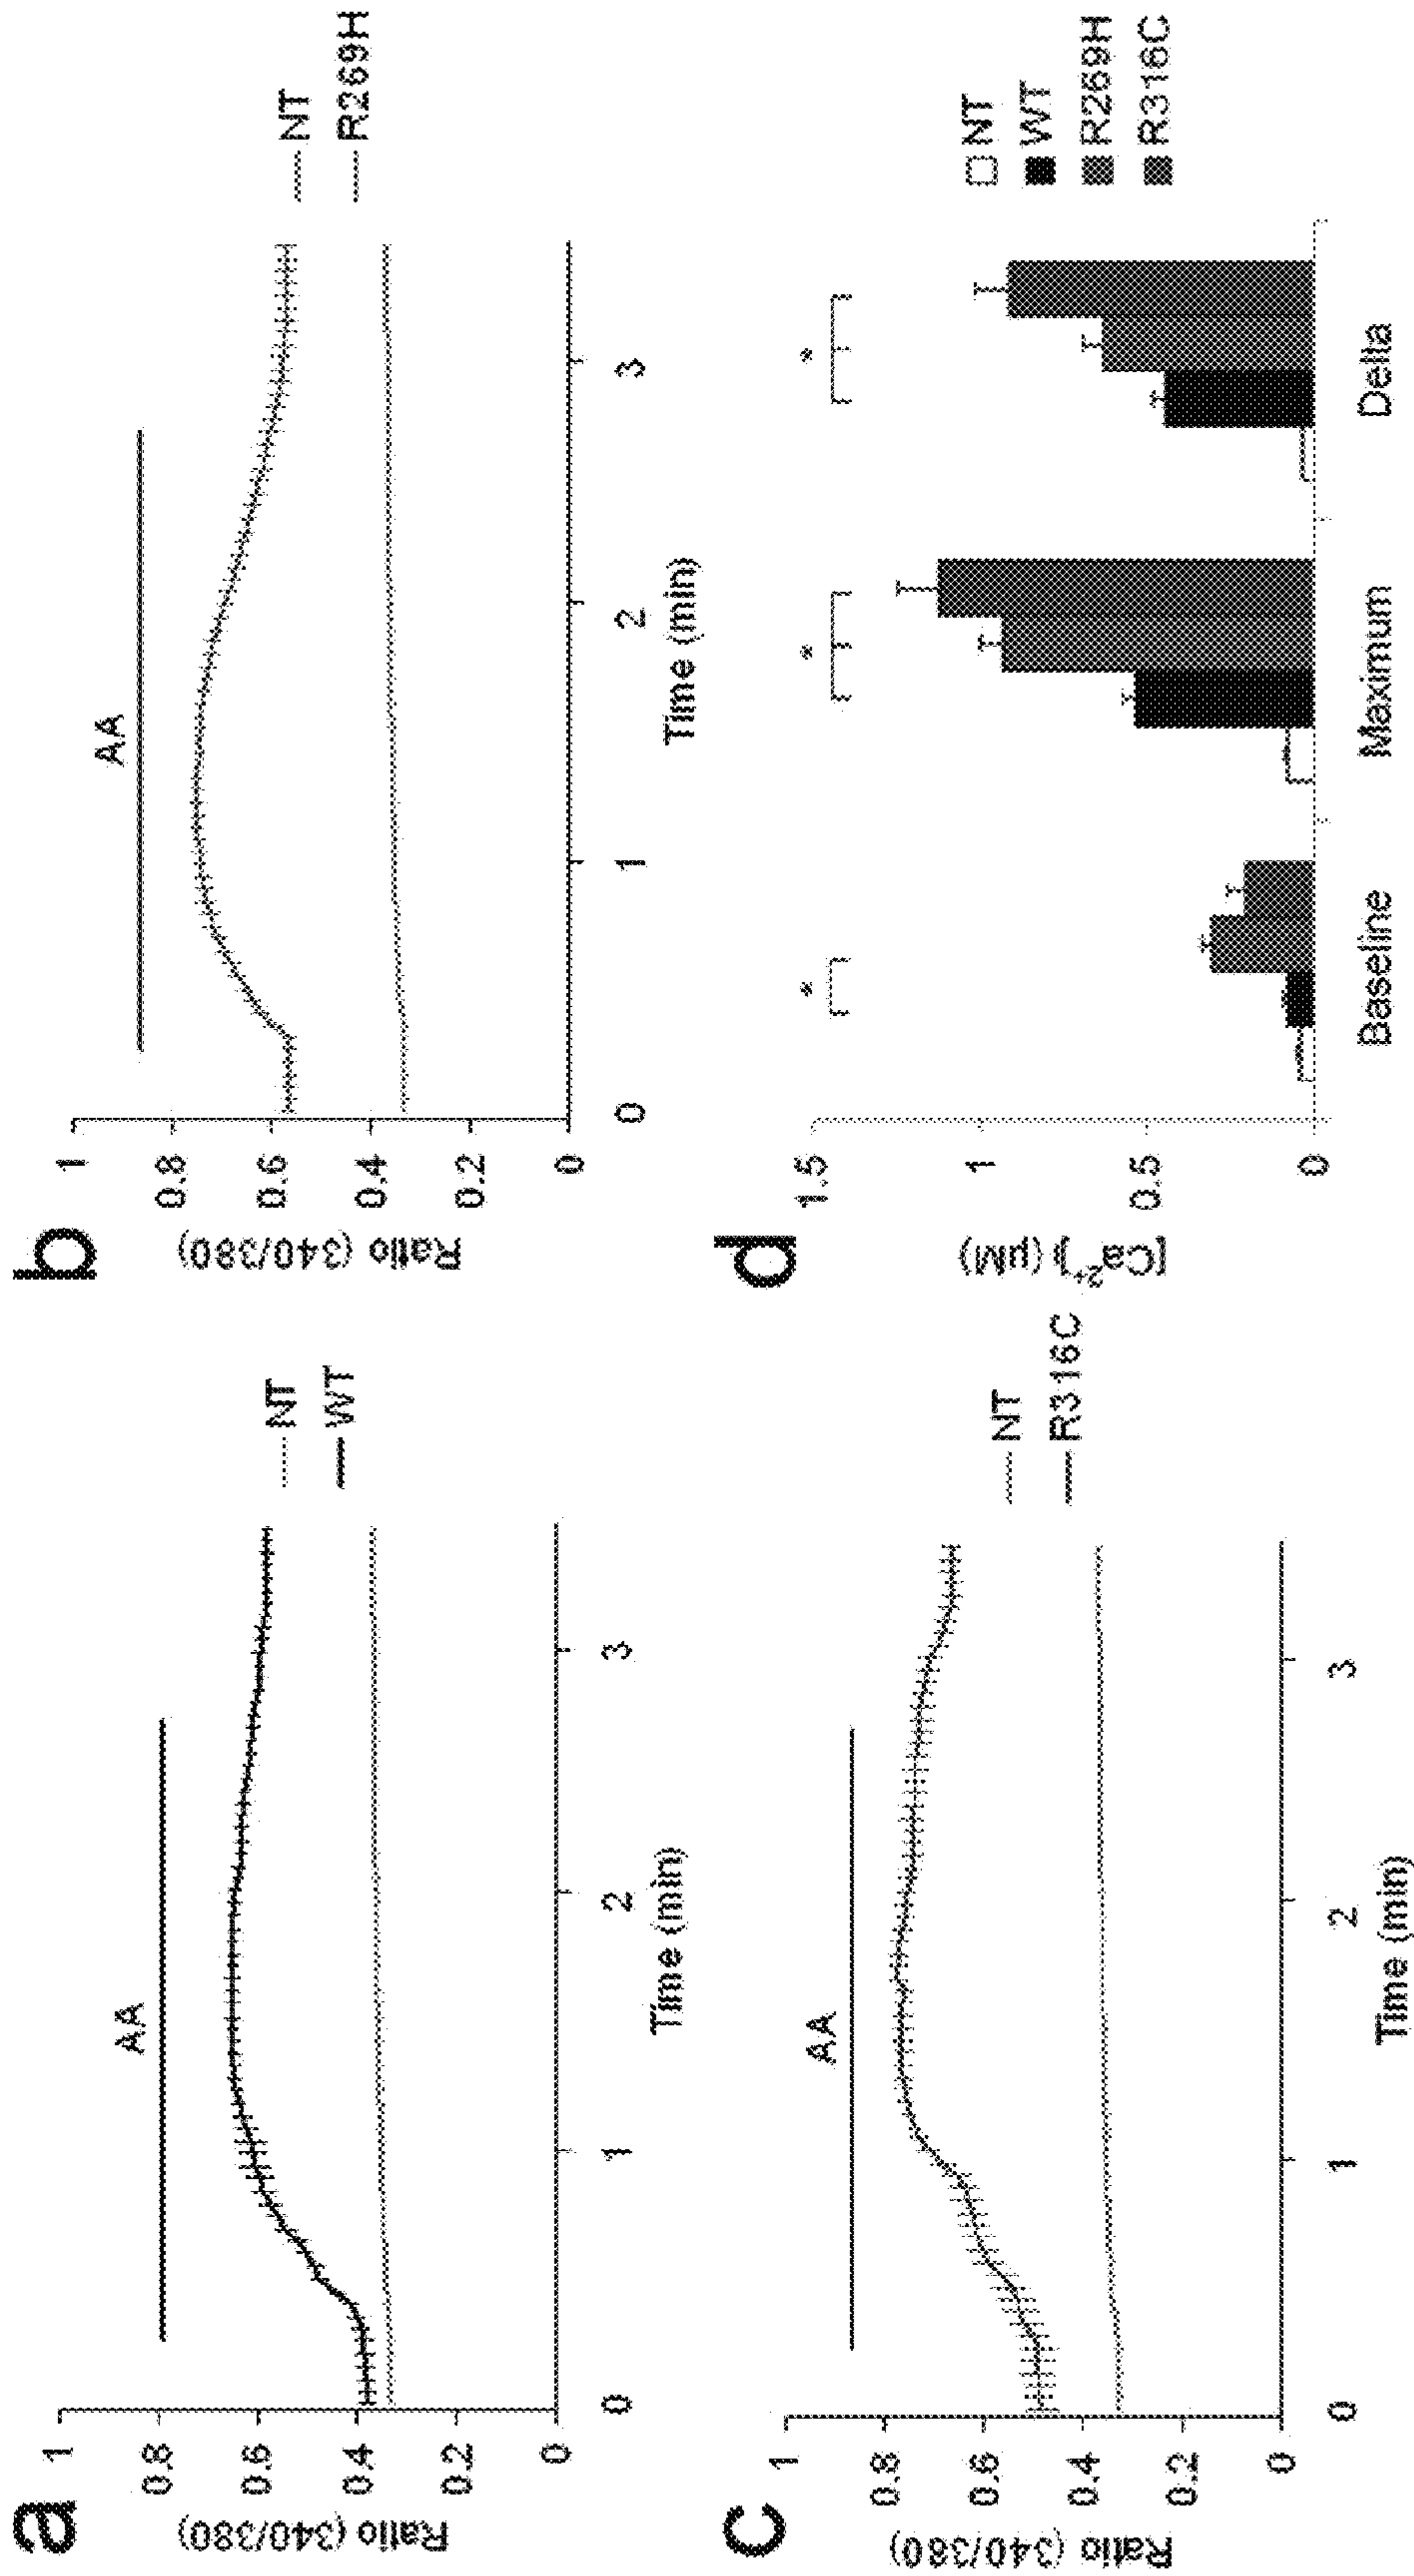 a
AA
1
0.8
0.6
0.4
0.2
0
Ratio (340/380)
0 1 2 3
Time (min)
NT
WT
b
AA
1
0.8
0.6
0.4
0.2
0
Ratio (340/380)
0 1 2 3
Time (min)
NT
R269H
c
AA
1
0.8
0.6
0.4
0.2
0
Ratio (340/380)
0 1 2 3
Time (min)
NT
R316C
d
1.5
1
0.5
0
[Ca²⁺]ᵢ (µM)
* * *
Baseline Maximum Delta
NT
WT
R269H
R316C